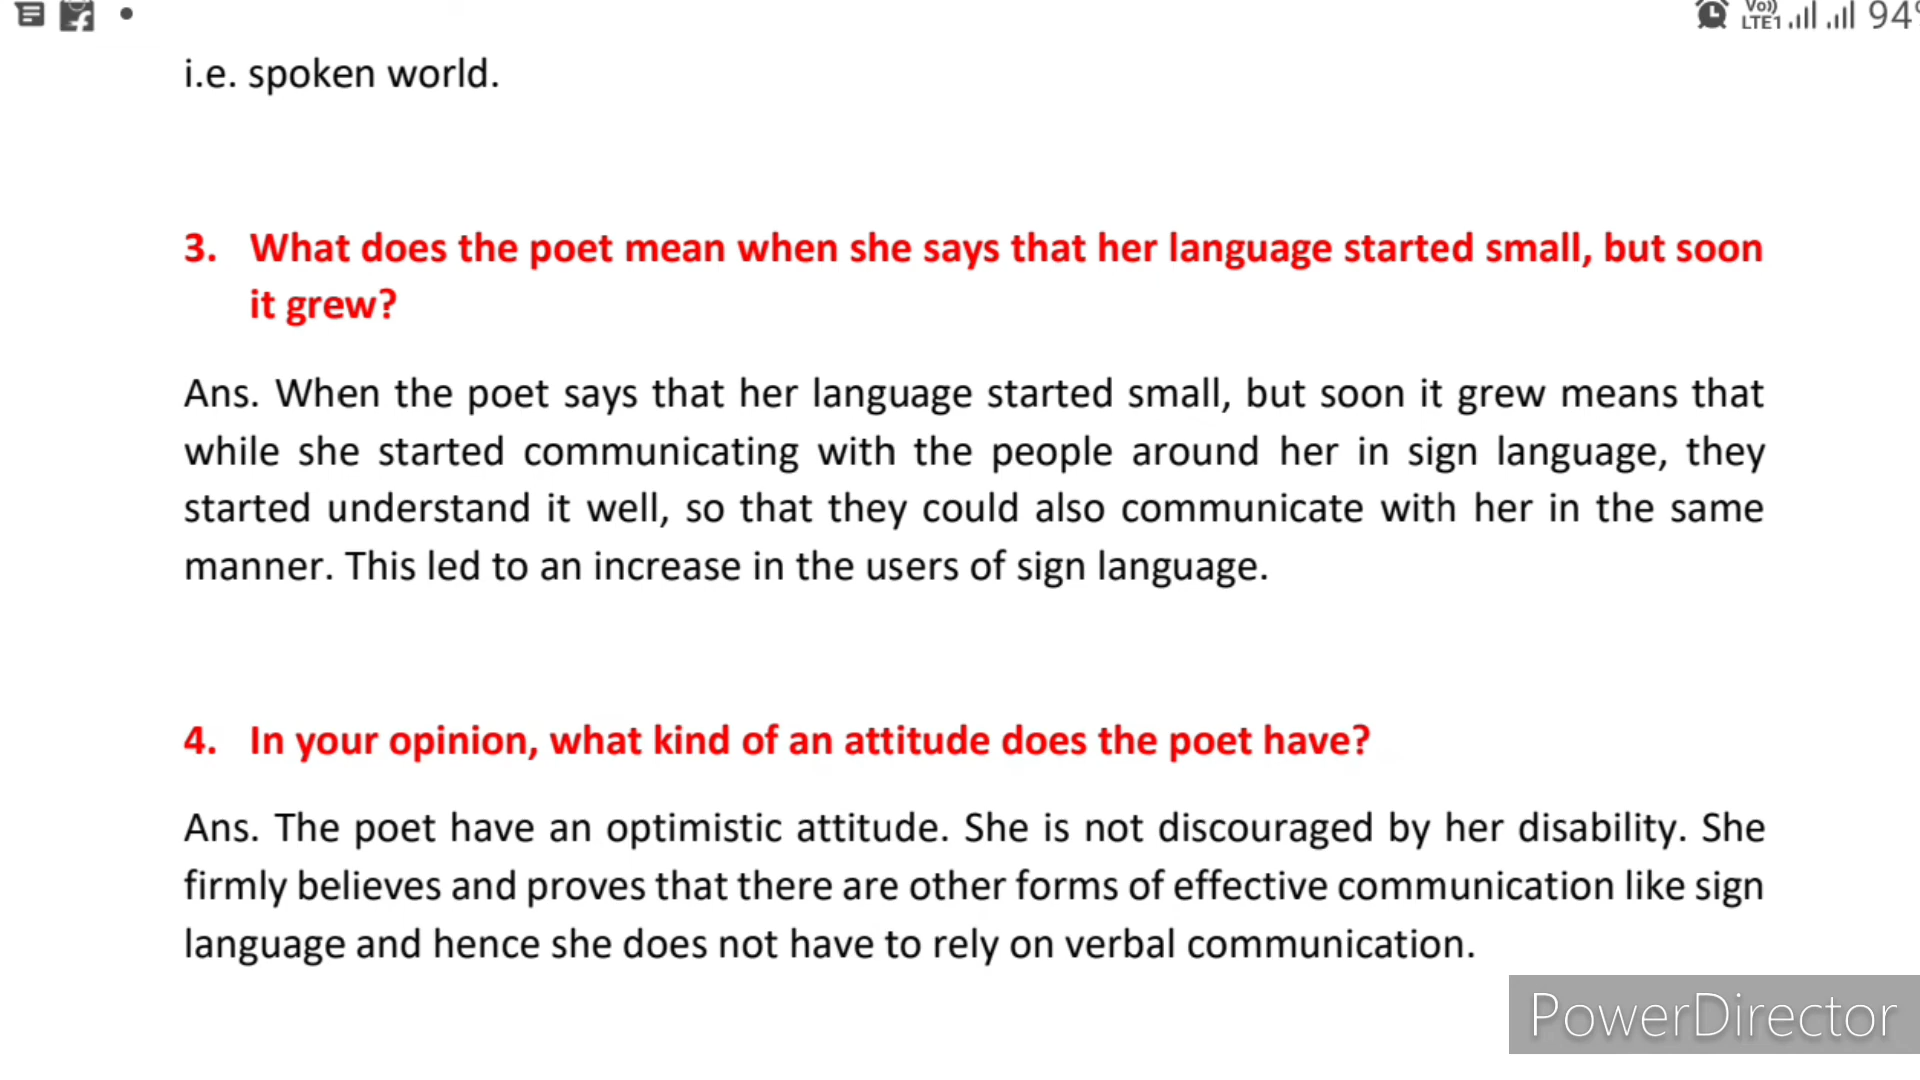 Vo)) LTE1 94
i.e. spoken world.
3. What does the poet mean when she says that her language started small, but soon
it grew?
Ans. When the poet says that her language started small, but soon it grew means that
while she started communicating with the people around her in sign language, they
started understand it well, so that they could also communicate with her in the same
manner. This led to an increase in the users of sign language.
4. In your opinion, what kind of an attitude does the poet have?
Ans. The poet have an optimistic attitude. She is not discouraged by her disability. She
firmly believes and proves that there are other forms of effective communication like sign
language and hence she does not have to rely on verbal communication.
PowerDirector